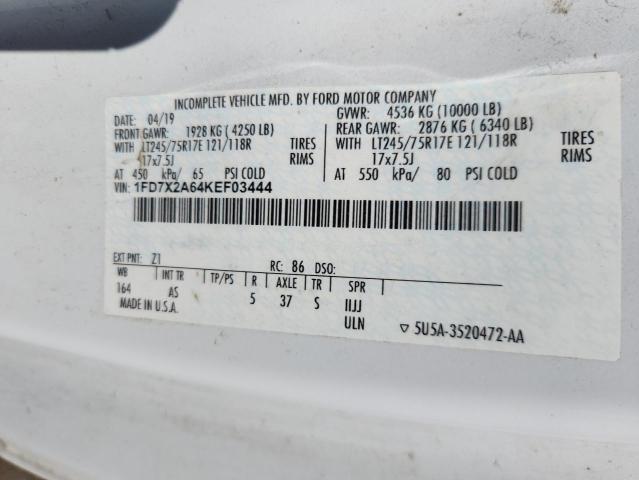 INCOMPLETE VEHICLE MFD. BY FORD MOTOR COMPANY
DATE: 04/19 GVWR: 4536 KG (10000 LB)
FRONT GAWR: 1928 KG ( 4250 LB) REAR GAWR: 2876 KG ( 6340 LB)
WITH LT245/75R17E 121/118R TIRES WITH LT245/75R17E 121/118R TIRES
17x7.5J RIMS 17x7.5J RIMS
AT 450 kPa/ 65 PSI COLD AT 550 kPa/ 80 PSI COLD
VIN: 1FD7X2A64KEF03444
EXT PNT: Z1 RC: 86 DSO:
WB INT TR TP/PS R AXLE TR SPR
164 AS 5 37 S IIJJ
MADE IN U.S.A. ULN ▽ 5U5A-3520472-AA